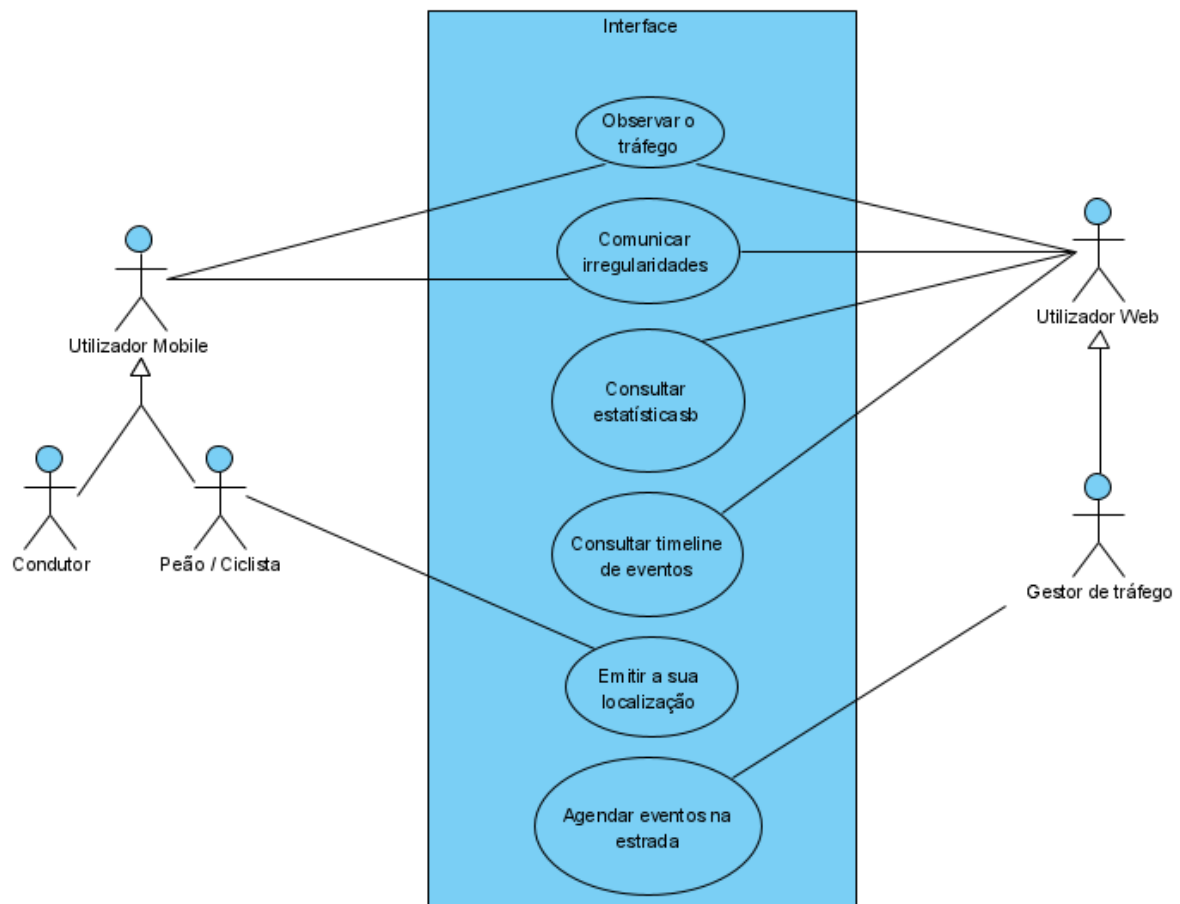 Interface
Observar o
tráfego
Comunicar
irregularidades
Utilizador Mobile
Utilizador Web
Consultar
estatísticasb
Condutor
Peão / Ciclista
Consultar timeline
de eventos
Gestor de tráfego
Emitir a sua
localização
Agendar eventos na
estrada